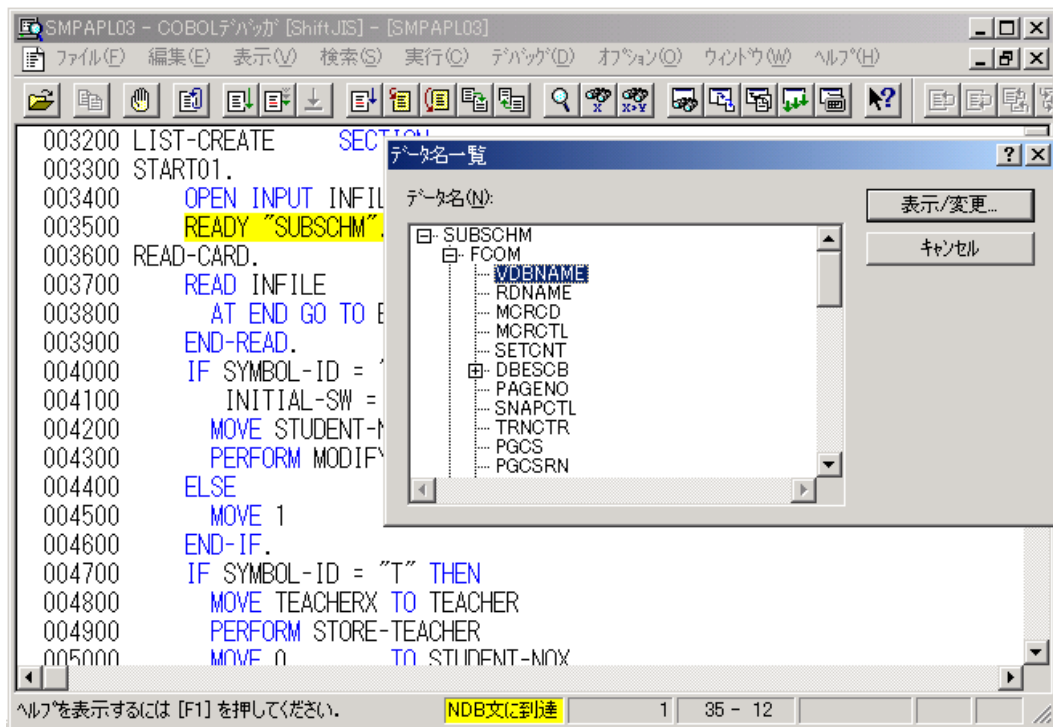 SMPAPL03 - COBOLデバッガ [ShiftJIS] - [SMPAPL03]
ファイル(F) 編集(E) 表示(V) 検索(S) 実行(C) デバッグ(D) オプション(O) ウィンドウ(W) ヘルプ(H)
003200 LIST-CREATE SECTION
003300 START01.
003400 OPEN INPUT INFIL
003500 READY "SUBSCHM".
003600 READ-CARD.
003700 READ INFILE
003800 AT END GO TO E
003900 END-READ.
004000 IF SYMBOL-ID = "
004100 INITIAL-SW =
004200 MOVE STUDENT-N
004300 PERFORM MODIFY
004400 ELSE
004500 MOVE 1
004600 END-IF.
004700 IF SYMBOL-ID = "T" THEN
004800 MOVE TEACHERX TO TEACHER
004900 PERFORM STORE-TEACHER
005000 MOVE 0 TO STUDENT-NOX
データ名一覧
データ名(N):
SUBSCHM
FCOM
VDBNAME
RDNAME
MCRCD
MCRCTL
SETCNT
DBESCB
PAGENO
SNAPCTL
TRNCTR
PGCS
PGCSRN
表示/変更...
キャンセル
ヘルプを表示するには [F1] を押してください. NDB文に到達 1 35 - 12